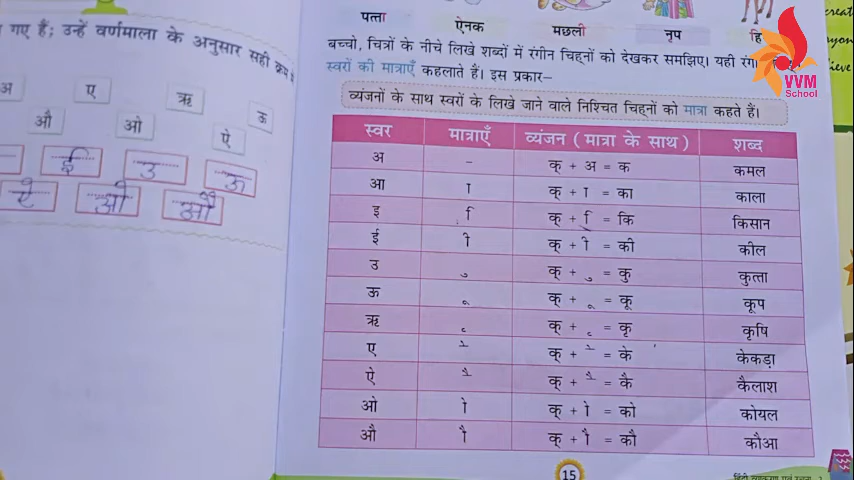 गए हैं; उन्हें वर्णमाला के अनुसार सही क्रम
अ ए ऋ ऊ
औ ओ ऐ
ई उ ऊ
ऐ ओ औ
पत्ता ऐनक मछली नृप हि
बच्चो, चित्रों के नीचे लिखे शब्दों में रंगीन चिह्नों को देखकर समझिए। यही
स्वरों की मात्राएँ कहलाते हैं। इस प्रकार–
व्यंजनों के साथ स्वरों के लिखे जाने वाले निश्चित चिह्नों को मात्रा कहते हैं।
स्वर मात्राएँ व्यंजन ( मात्रा के साथ ) शब्द
अ – क् + अ = क कमल
आ ा क् + ा = का काला
इ ि क् + ि = कि किसान
ई ी क् + ी = की कील
उ ु क् + ु = कु कुत्ता
ऊ ू क् + ू = कू कूप
ऋ ृ क् + ृ = कृ कृषि
ए े क् + े = के केकड़ा
ऐ ै क् + ै = कै कैलाश
ओ ो क् + ो = को कोयल
औ ौ क् + ौ = कौ कौआ
15
VVM
School